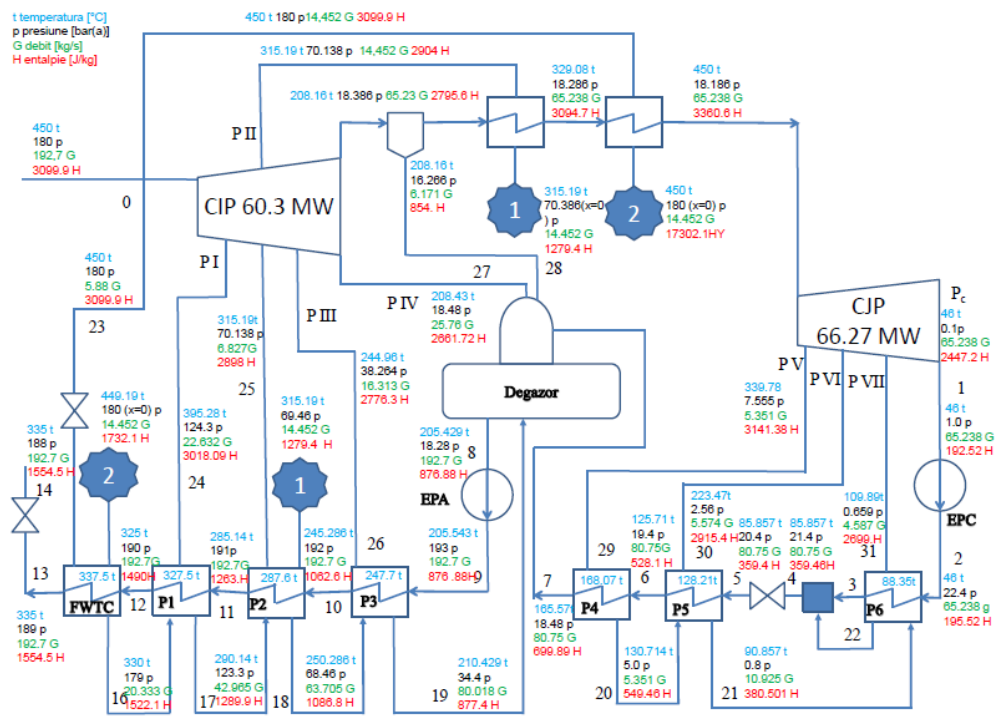 t temperatura [°C]
p presiune [bar(a)]
G debit [kg/s]
H entalpie [J/kg]
450 t 180 p14,452 G 3099.9 H
315.19 t 70.138 p 14,452 G 2904 H
208.16 t 18.386 p 65.23 G 2795.6 H
329.08 t
18.286 p
65.238 G
3094.7 H
450 t
18.186 p
65.238 G
3360.6 H
450 t
180 p
192,7 G
3099.9 H
0
P II
CIP 60.3 MW
208.16 t
16.266 p
6.171 G
854. H
1
315.19 t
70.386(x=0
) p
14.452 G
1279.4 H
2
450 t
180 (x=0) p
14.452 G
17302.1HY
P I
27
28
450 t
180 p
5.88 G
3099.9 H
23
P III
P IV
208.43 t
18.48 p
25.76 G
2661.72 H
CJP
66.27 MW
Pc
46 t
0.1p
65.238 G
2447.2 H
315.19t
70.138 p
6.827G
2898 H
25
244.96 t
38.264 p
16.313 G
2776.3 H
Degazor
P V
P VI
P VII
339.78
7.565 p
5.351 G
3141.38 H
1
449.19 t
180 (x=0) p
14.452 G
1732.1 H
395.28 t
124.3 p
22.632 G
3018.09 H
24
315.19 t
69.46 p
14.452 G
1279.4 H
46 t
1.0 p
65.238 G
192.52 H
335 t
188 p
192.7 G
1554.5 H
14
2
1
205.429 t
18.28 p
192.7 G
876.88 H
8
EPA
EPC
223.47t
2.56 p
5.574 G
2915.4 H
30
109.89t
0.659 p
4.587 G
2699 H
31
325 t
190 p
192.7G
1490H
285.14 t
191p
192.7G
1263.H
245.286 t
192 p
192.7 G
1062.6 H
26
205.543 t
193 p
192.7 G
876.88H
9
29
125.71 t
19.4 p
80.75G
528.1 H
85.857 t
20.4 p
80.75 G
359.4 H
85.857 t
21.4 p
80.75 G
359.46H
2
13
337.5 t
FWTC
12
327.5 t
P1
11
287.6 t
P2
10
247.7 t
P3
7
168.07 t
P4
6
128.21t
P5
5
4
3
88.35t
P6
46 t
22.4 p
65.238 g
195.52 H
335 t
189 p
192.7 G
1554.5 H
165.57t
18.48 p
80.75 G
699.89 H
22
16
330 t
179 p
20.333 G
1522.1 H
17
290.14 t
123.3 p
42.965 G
1289.9 H
18
250.286 t
68.46 p
63.705 G
1086.8 H
19
210.429 t
34.4 p
80.018 G
877.4 H
20
130.714 t
5.0 p
5.351 G
549.46 H
21
90.857 t
0.8 p
10.925 G
380.501 H